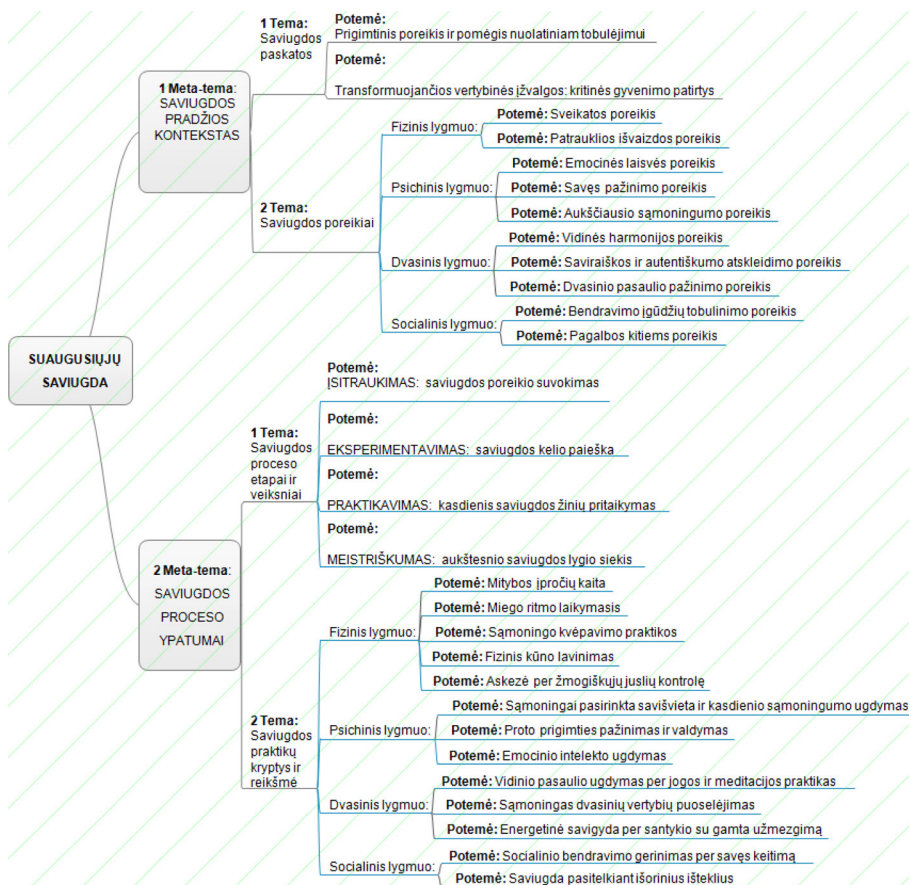 SUAUGUSIŲJŲ
SAVIUGDA
1 Meta-tema:
SAVIUGDOS
PRADŽIOS
KONTEKSTAS
1 Tema:
Saviugdos
paskatos
Potemė:
Prigimtinis poreikis ir pomėgis nuolatiniam tobulėjimui
Potemė:
Transformuojančios vertybinės įžvalgos: kritinės gyvenimo patirtys
2 Tema:
Saviugdos poreikiai
Fizinis lygmuo:
Potemė: Sveikatos poreikis
Potemė: Patrauklios išvaizdos poreikis
Psichinis lygmuo:
Potemė: Emocinės laisvės poreikis
Potemė: Savęs pažinimo poreikis
Potemė: Aukščiausio sąmoningumo poreikis
Dvasinis lygmuo:
Potemė: Vidinės harmonijos poreikis
Potemė: Saviraiškos ir autentiškumo atskleidimo poreikis
Potemė: Dvasinio pasaulio pažinimo poreikis
Socialinis lygmuo:
Potemė: Bendravimo įgūdžių tobulinimo poreikis
Potemė: Pagalbos kitiems poreikis
2 Meta-tema:
SAVIUGDOS
PROCESO
YPATUMAI
1 Tema:
Saviugdos
proceso
etapai ir
veiksniai
Potemė:
ĮSITRAUKIMAS: saviugdos poreikio suvokimas
Potemė:
EKSPERIMENTAVIMAS: saviugdos kelio paieška
Potemė:
PRAKTIKAVIMAS: kasdienis saviugdos žinių pritaikymas
Potemė:
MEISTRIŠKUMAS: aukštesnio saviugdos lygio siekis
2 Tema:
Saviugdos
praktikų
kryptys ir
reikšmė
Fizinis lygmuo:
Potemė: Mitybos įpročių kaita
Potemė: Miego ritmo laikymasis
Potemė: Sąmoningo kvėpavimo praktikos
Potemė: Fizinis kūno lavinimas
Potemė: Askezė per žmogiškųjų juslių kontrolę
Psichinis lygmuo:
Potemė: Sąmoningai pasirinkta savišvieta ir kasdienio sąmoningumo ugdymas
Potemė: Proto prigimties pažinimas ir valdymas
Potemė: Emocinio intelekto ugdymas
Dvasinis lygmuo:
Potemė: Vidinio pasaulio ugdymas per jogos ir meditacijos praktikas
Potemė: Sąmoningas dvasinių vertybių puoselėjimas
Potemė: Energetinė savigyda per santykio su gamta užmezgimą
Socialinis lygmuo:
Potemė: Socialinio bendravimo gerinimas per savęs keitimą
Potemė: Saviugda pasitelkiant išorinius išteklius